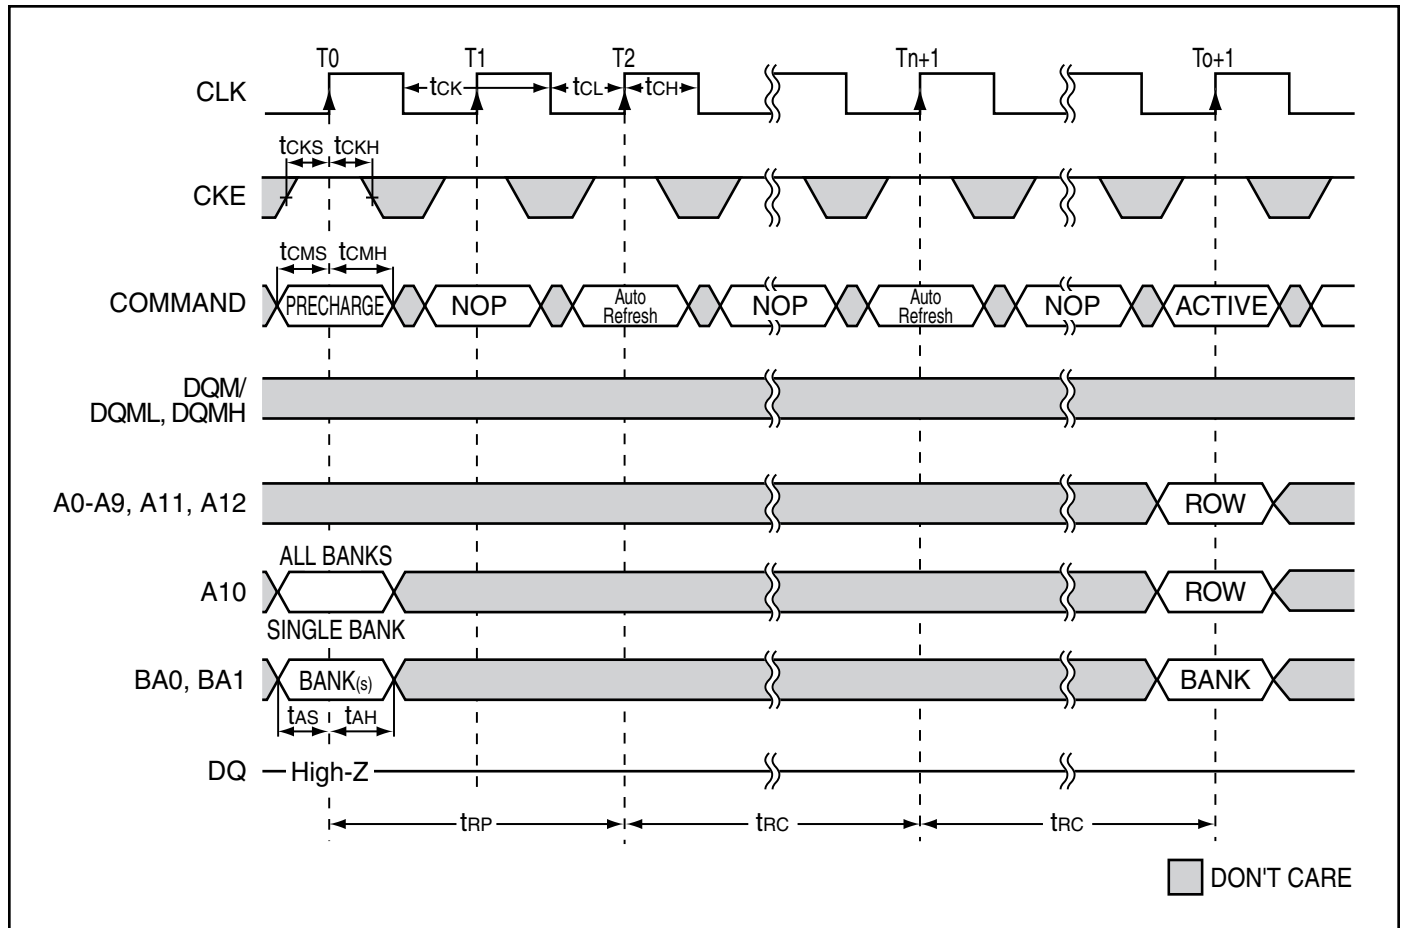 T0 T1 T2 Tn+1 To+1
CLK tCK tCL tCH
tCKS tCKH
CKE
tCMS tCMH
COMMAND PRECHARGE NOP Auto Refresh NOP Auto Refresh NOP ACTIVE
DQM/
DQML, DQMH
A0-A9, A11, A12 ROW
ALL BANKS
A10 ROW
SINGLE BANK
BA0, BA1 BANK(s) BANK
tAS tAH
DQ High-Z
tRP tRC tRC
DON'T CARE